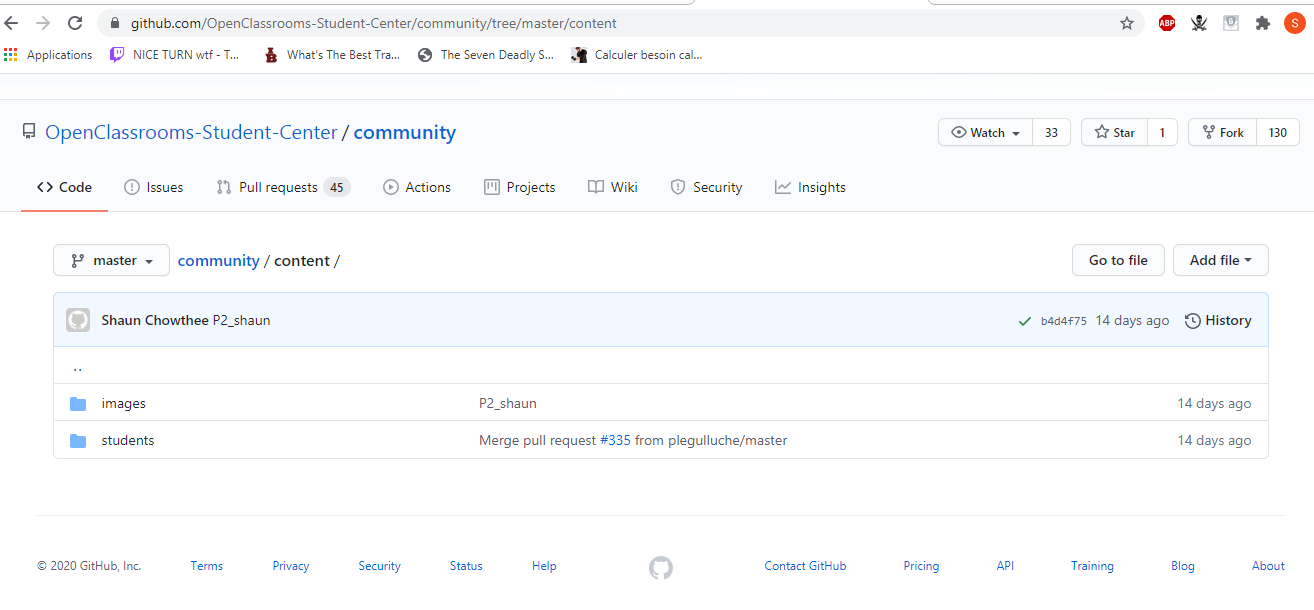 github.com/OpenClassrooms-Student-Center/community/tree/master/content
ABP
S
Applications NICE TURN wtf - T... What's The Best Tra... The Seven Deadly S... Calculer besoin cal...
OpenClassrooms-Student-Center / community
Watch 33 Star 1 Fork 130
Code Issues Pull requests 45 Actions Projects Wiki Security Insights
master community / content / Go to file Add file
Shaun Chowthee P2_shaun b4d4f75 14 days ago History
..
images P2_shaun 14 days ago
students Merge pull request #335 from plegulluche/master 14 days ago
© 2020 GitHub, Inc. Terms Privacy Security Status Help Contact GitHub Pricing API Training Blog About